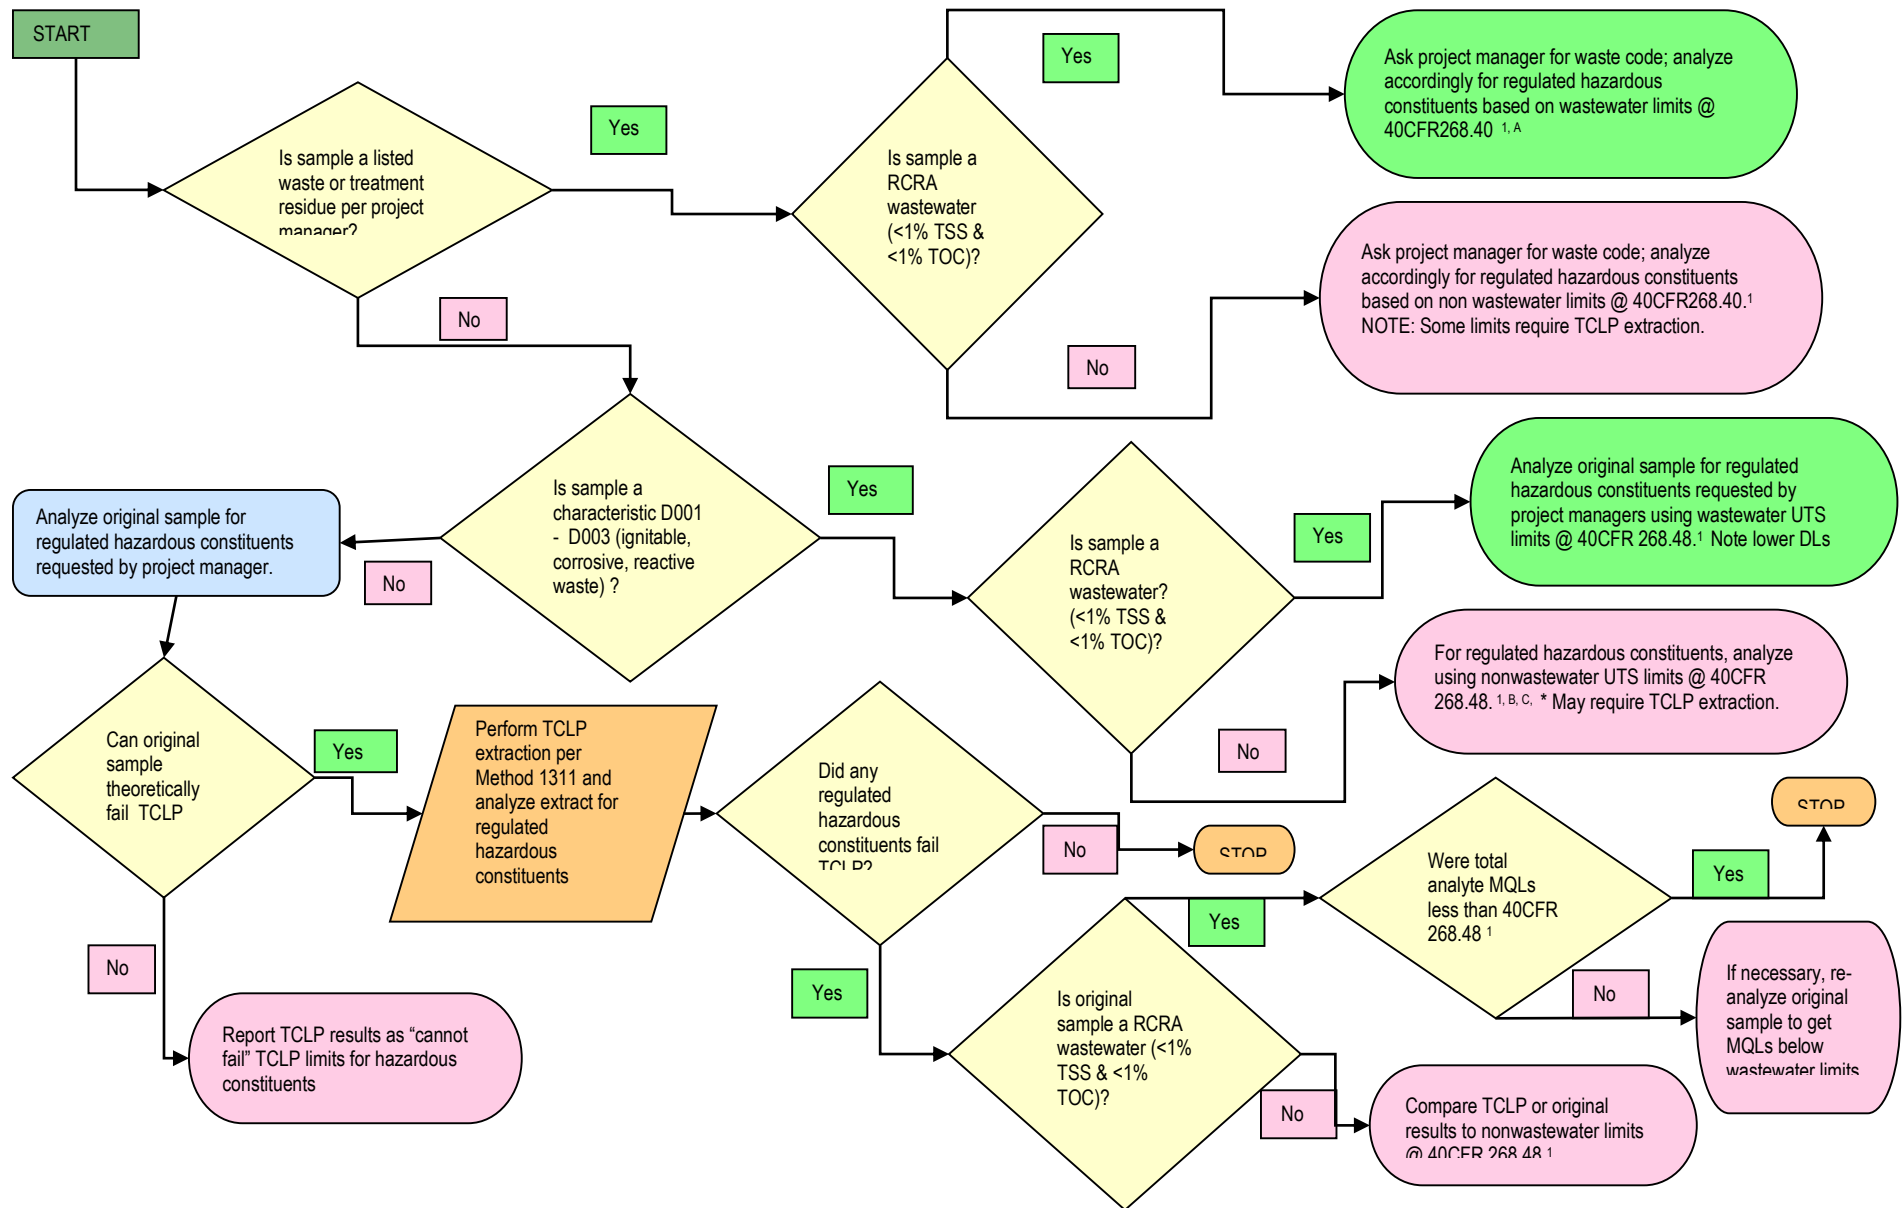 START
Is sample a listed
waste or treatment
residue per project
manager?
Yes
Is sample a
RCRA
wastewater
(<1% TSS &
<1% TOC)?
Yes
Ask project manager for waste code; analyze
accordingly for regulated hazardous
constituents based on wastewater limits @
40CFR268.40 1, A
No
Ask project manager for waste code; analyze
accordingly for regulated hazardous constituents
based on non wastewater limits @ 40CFR268.40.1
NOTE: Some limits require TCLP extraction.
No
Is sample a
characteristic D001
- D003 (ignitable,
corrosive, reactive
waste) ?
Yes
Is sample a
RCRA
wastewater?
(<1% TSS &
<1% TOC)?
Yes
Analyze original sample for regulated
hazardous constituents requested by
project managers using wastewater UTS
limits @ 40CFR 268.48.1 Note lower DLs
No
For regulated hazardous constituents, analyze
using nonwastewater UTS limits @ 40CFR
268.48. 1, B, C, * May require TCLP extraction.
No
Analyze original sample for
regulated hazardous constituents
requested by project manager.
Can original
sample
theoretically
fail TCLP
Yes
Perform TCLP
extraction per
Method 1311 and
analyze extract for
regulated
hazardous
constituents
Did any
regulated
hazardous
constituents fail
TCLP?
No
STOP
Yes
Is original
sample a RCRA
wastewater (<1%
TSS & <1%
TOC)?
Yes
Were total
analyte MQLs
less than 40CFR
268.48 1
Yes
STOP
No
If necessary, re-
analyze original
sample to get
MQLs below
wastewater limits
No
Compare TCLP or original
results to nonwastewater limits
@ 40CFR 268.48 1
No
Report TCLP results as “cannot
fail” TCLP limits for hazardous
constituents